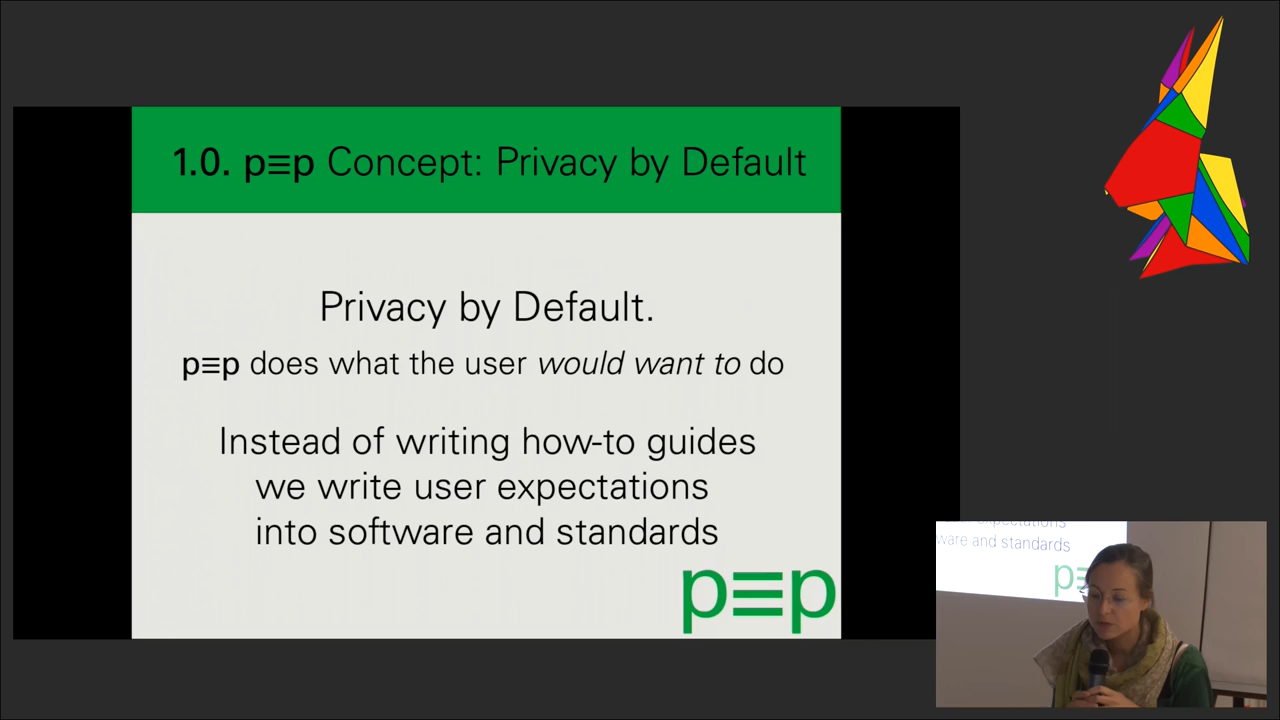 1.0. p≡p Concept: Privacy by Default
Privacy by Default.
p≡p does what the user would want to do
Instead of writing how-to guides
we write user expectations
into software and standards
p≡p
expectations
ware and standards
p≡